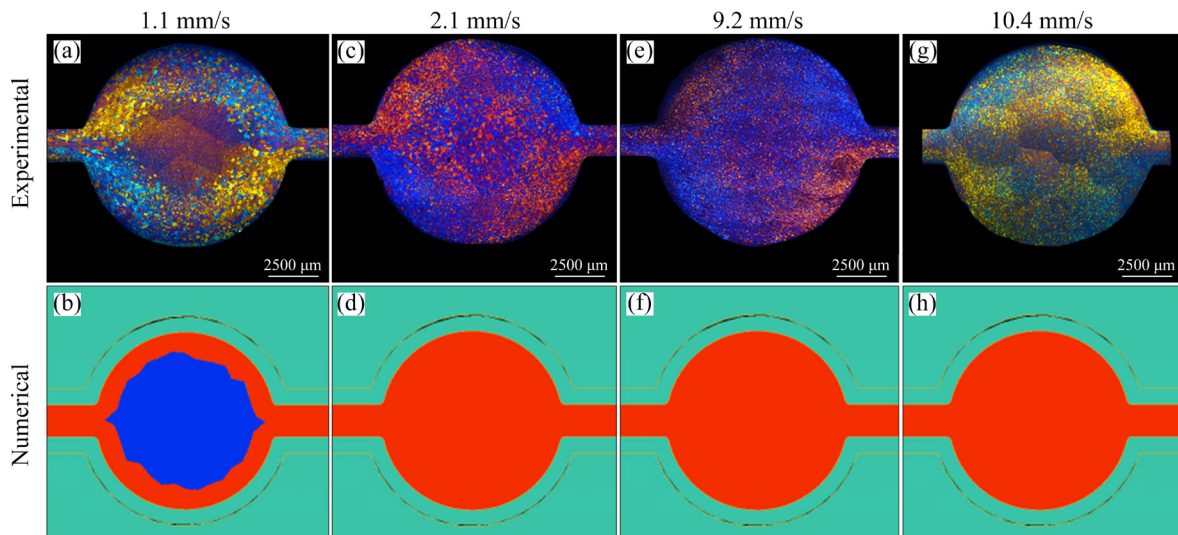 1.1 mm/s 2.1 mm/s 9.2 mm/s 10.4 mm/s
Experimental
(a) (c) (e) (g)
2500 μm 2500 μm 2500 μm 2500 μm
Numerical
(b) (d) (f) (h)